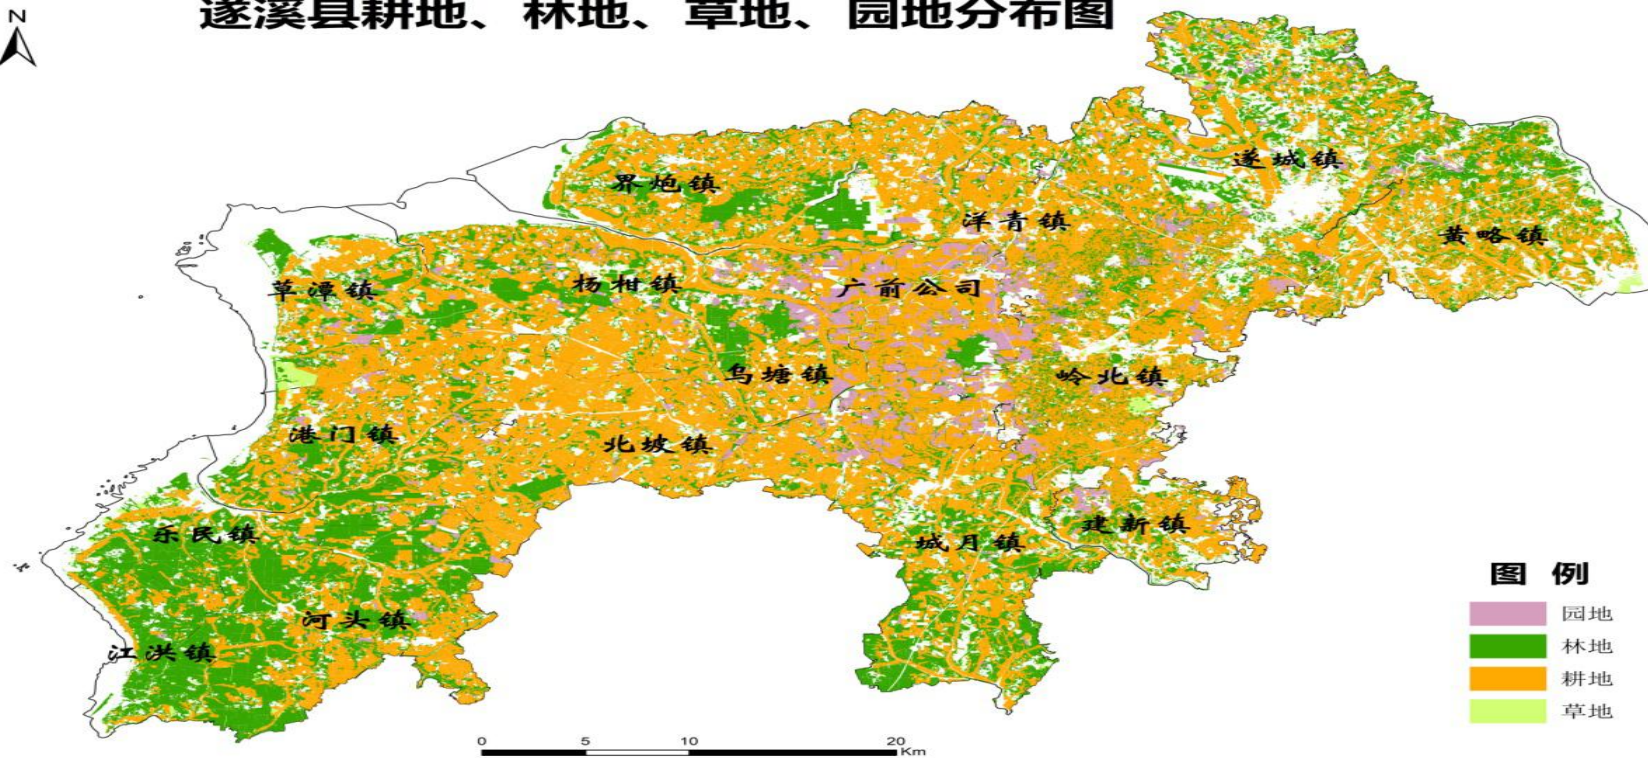 遂溪县耕地、林地、草地、园地分布图
N
遂城镇
界炮镇
洋青镇
黄略镇
草潭镇
杨柑镇
广前公司
乌塘镇
岭北镇
港门镇
北坡镇
乐民镇
城月镇
建新镇
河头镇
江洪镇
图 例
园地
林地
耕地
草地
0 5 10 20
Km